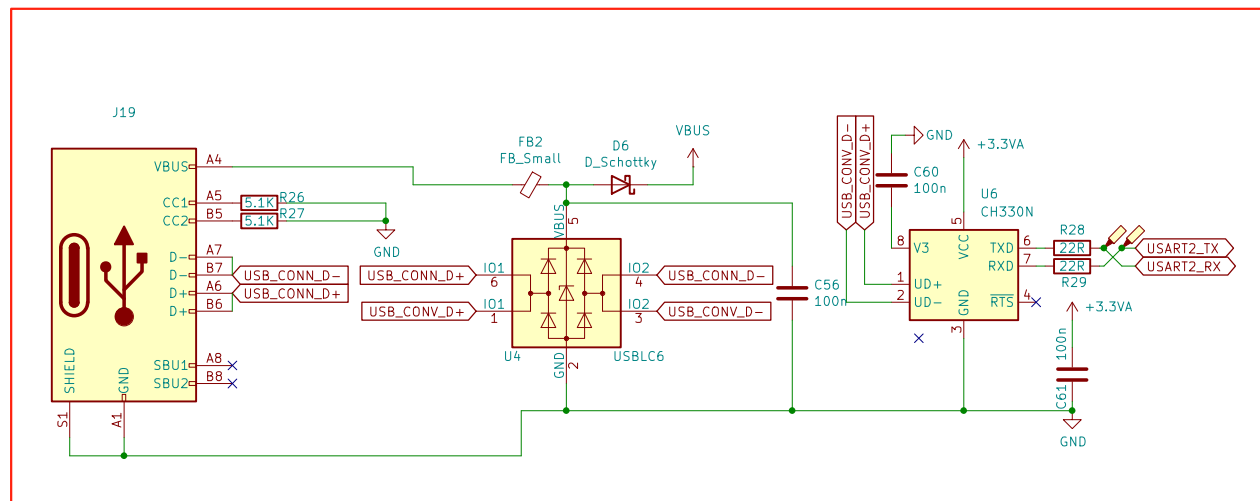 J19
VBUS
A4
CC1
A5
CC2
B5
D-
A7
D-
B7
D+
A6
D+
B6
SBU1
A8
SBU2
B8
SHIELD
GND
S1
A1
5.1K
R26
5.1K
R27
GND
USB_CONN_D-
USB_CONN_D+
FB2
FB_Small
D6
D_Schottky
VBUS
VBUS
5
USB_CONN_D+
IO1
6
USB_CONV_D+
IO1
1
IO2
4
USB_CONN_D-
IO2
3
USB_CONV_D-
U4
USBLC6
GND
2
C56
100n
USB_CONV_D-
USB_CONV_D+
GND
C60
100n
+3.3VA
U6
CH330N
5
VCC
8
V3
1
UD+
2
UD-
TXD
6
RXD
7
RTS
4
GND
3
R28
22R
22R
R29
USART2_TX
USART2_RX
+3.3VA
100n
C61
GND